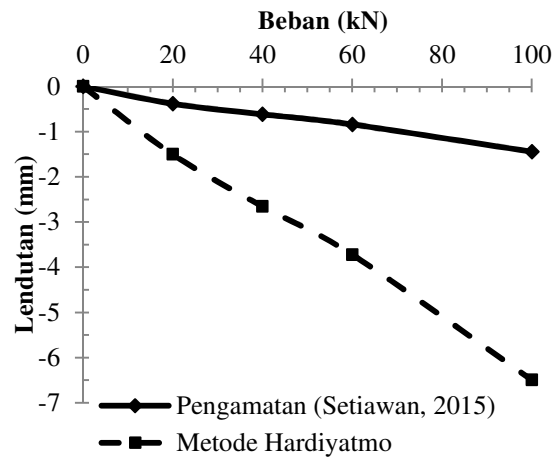 Beban (kN)
0 20 40 60 80 100
Lendutan (mm)
0
-1
-2
-3
-4
-5
-6
-7
Pengamatan (Setiawan, 2015)
Metode Hardiyatmo